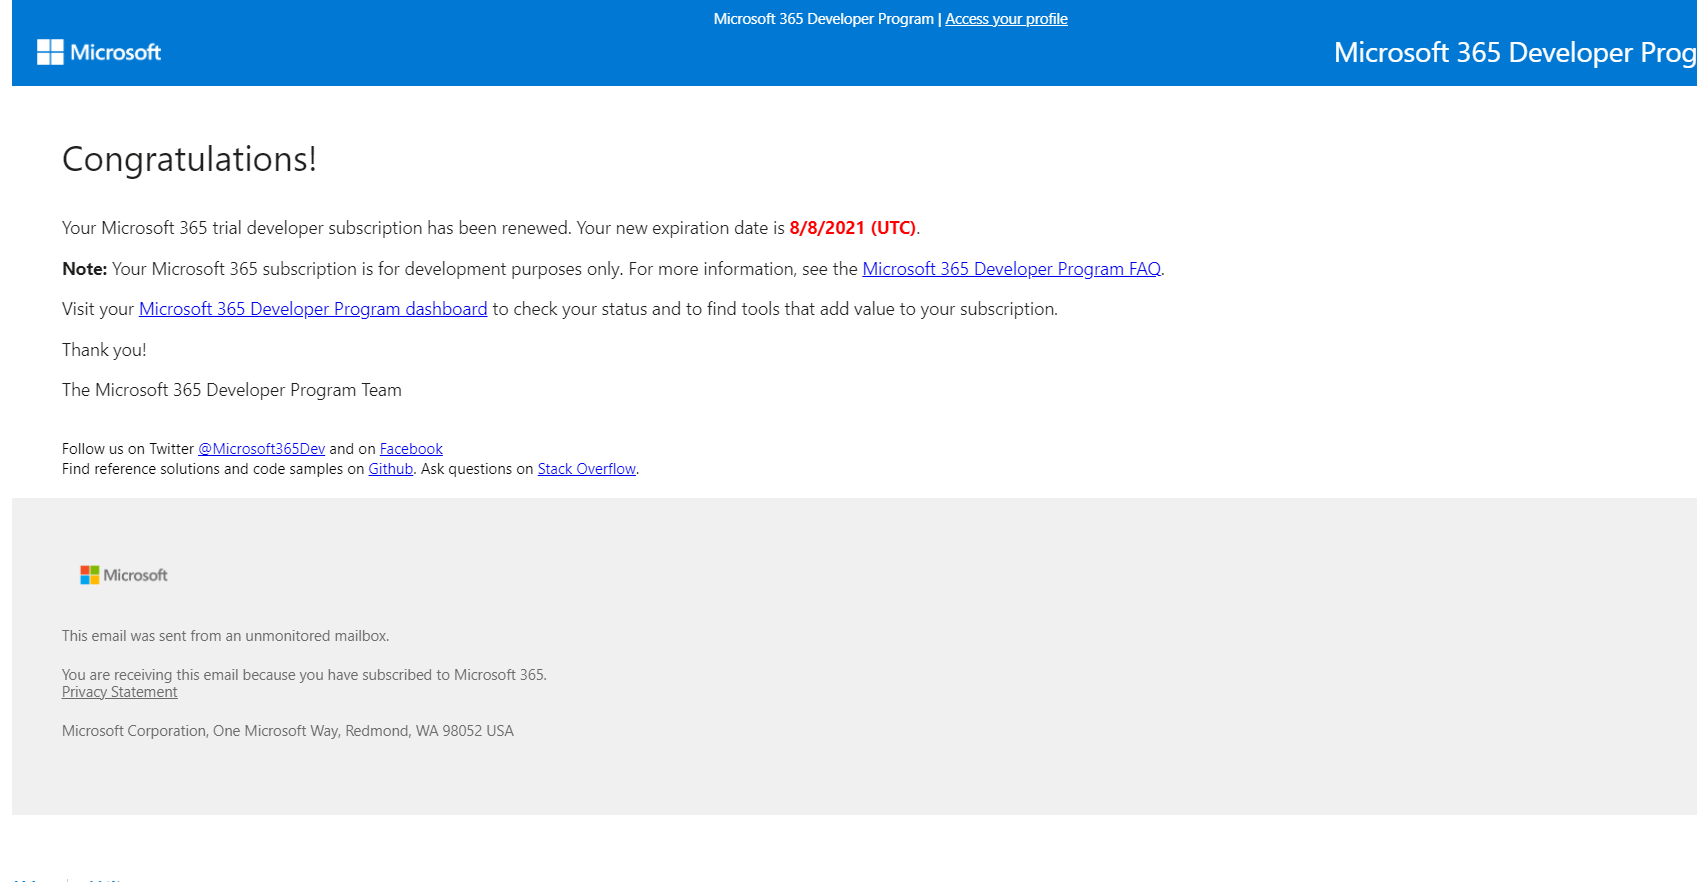 Microsoft 365 Developer Program | Access your profile
Microsoft
Microsoft 365 Developer Prog
Congratulations!
Your Microsoft 365 trial developer subscription has been renewed. Your new expiration date is 8/8/2021 (UTC).
Note: Your Microsoft 365 subscription is for development purposes only. For more information, see the Microsoft 365 Developer Program FAQ.
Visit your Microsoft 365 Developer Program dashboard to check your status and to find tools that add value to your subscription.
Thank you!
The Microsoft 365 Developer Program Team
Follow us on Twitter @Microsoft365Dev and on Facebook
Find reference solutions and code samples on Github. Ask questions on Stack Overflow.
Microsoft
This email was sent from an unmonitored mailbox.
You are receiving this email because you have subscribed to Microsoft 365.
Privacy Statement
Microsoft Corporation, One Microsoft Way, Redmond, WA 98052 USA